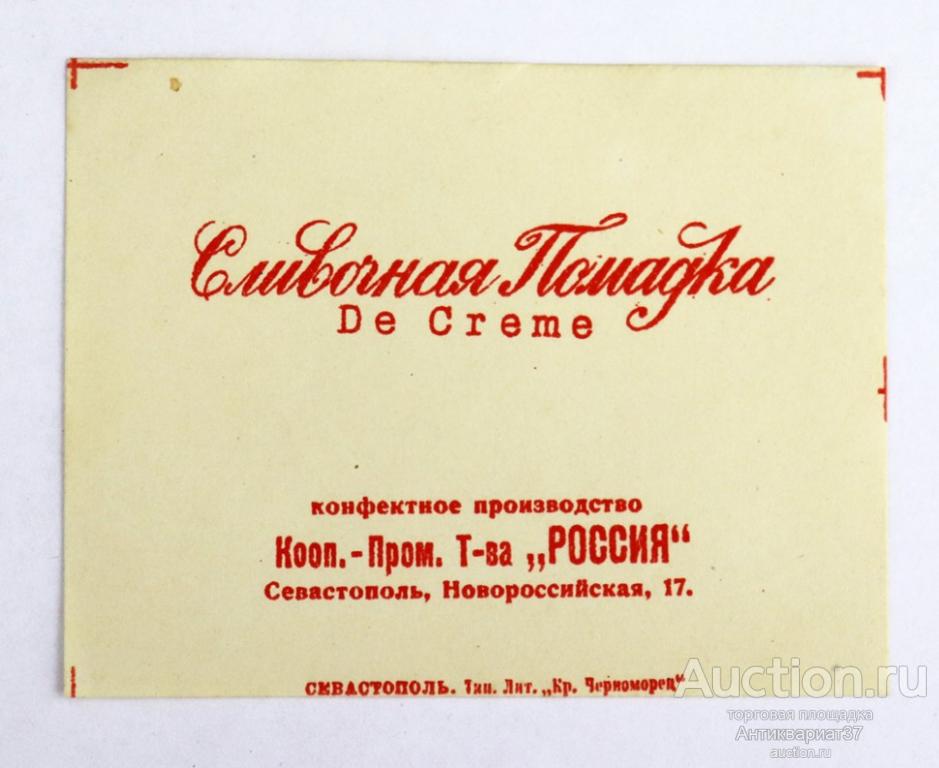 Сливочная Помадка
De Creme
конфектное производство
Кооп.-Пром. Т-ва „РОССИЯ“
Севастополь, Новороссийская, 17.
СЕВАСТОПОЛЬ. Тип. Лит. „Кр. Черноморец“
Auction.ru
торговая площадка
Антиквариат37
auction.ru